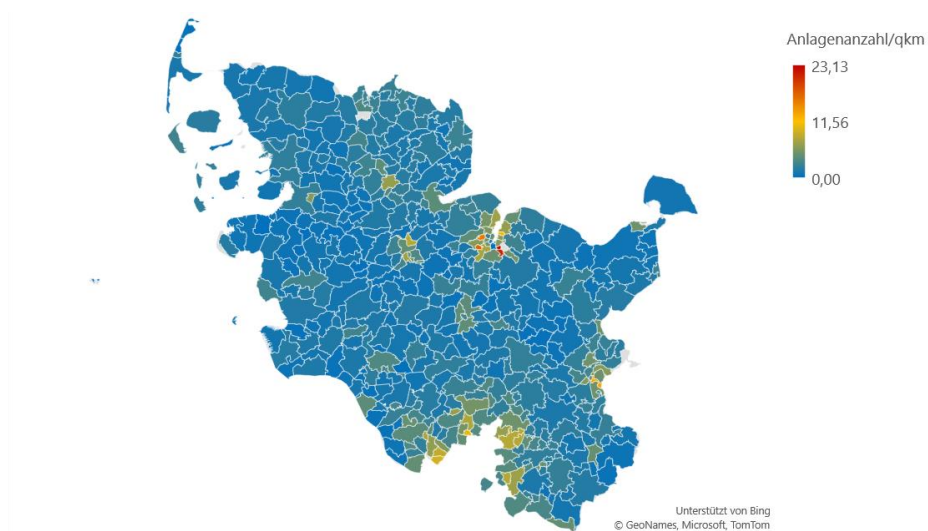 Anlagenanzahl/qkm
23,13
11,56
0,00
Unterstützt von Bing
© GeoNames, Microsoft, TomTom